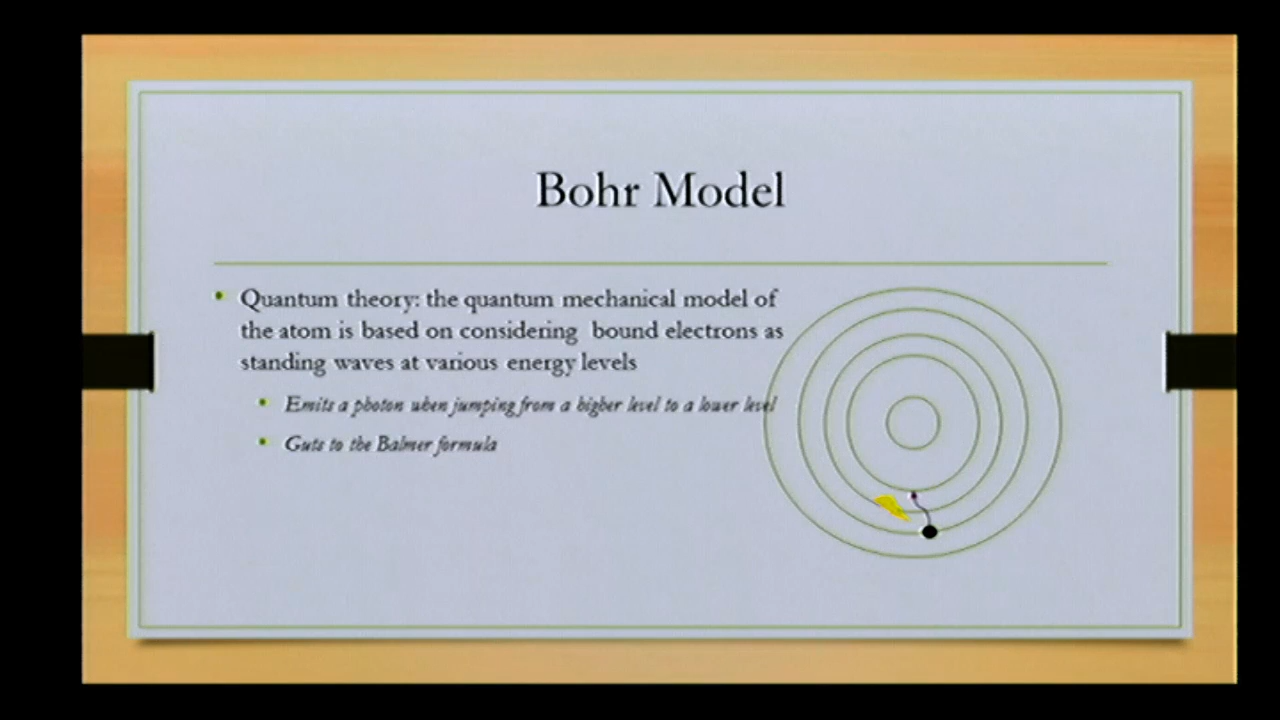 Bohr Model
Quantum theory: the quantum mechanical model of
the atom is based on considering bound electrons as
standing waves at various energy levels
Emits a photon when jumping from a higher level to a lower level
Guts to the Balmer formula